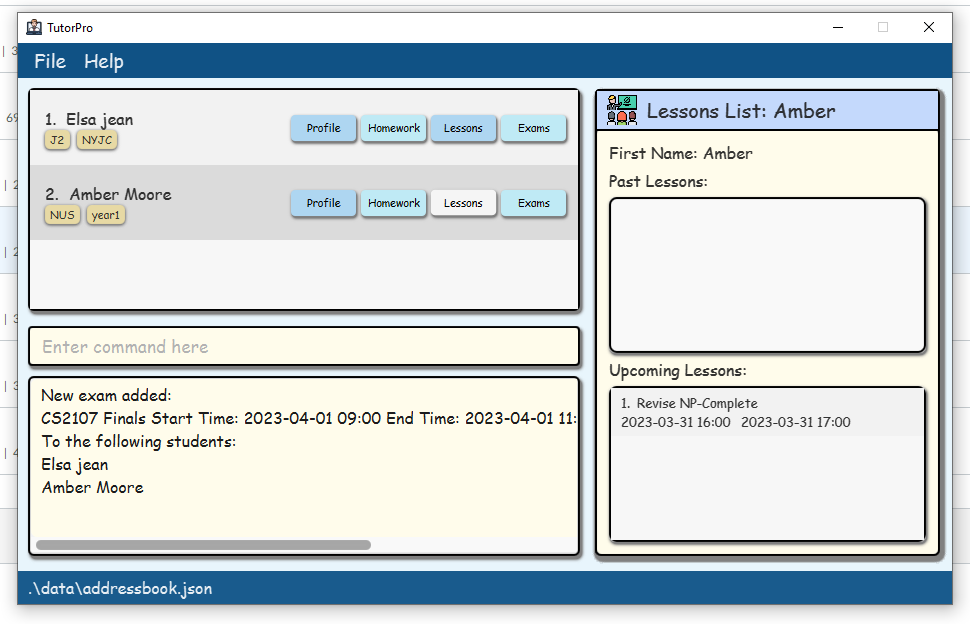 TutorPro
File Help
1. Elsa jean
J2 NYJC
Profile Homework Lessons Exams
2. Amber Moore
NUS year1
Profile Homework Lessons Exams
Enter command here
New exam added:
CS2107 Finals Start Time: 2023-04-01 09:00 End Time: 2023-04-01 11:
To the following students:
Elsa jean
Amber Moore
Lessons List: Amber
First Name: Amber
Past Lessons:
Upcoming Lessons:
1. Revise NP-Complete
2023-03-31 16:00 2023-03-31 17:00
.\data\addressbook.json